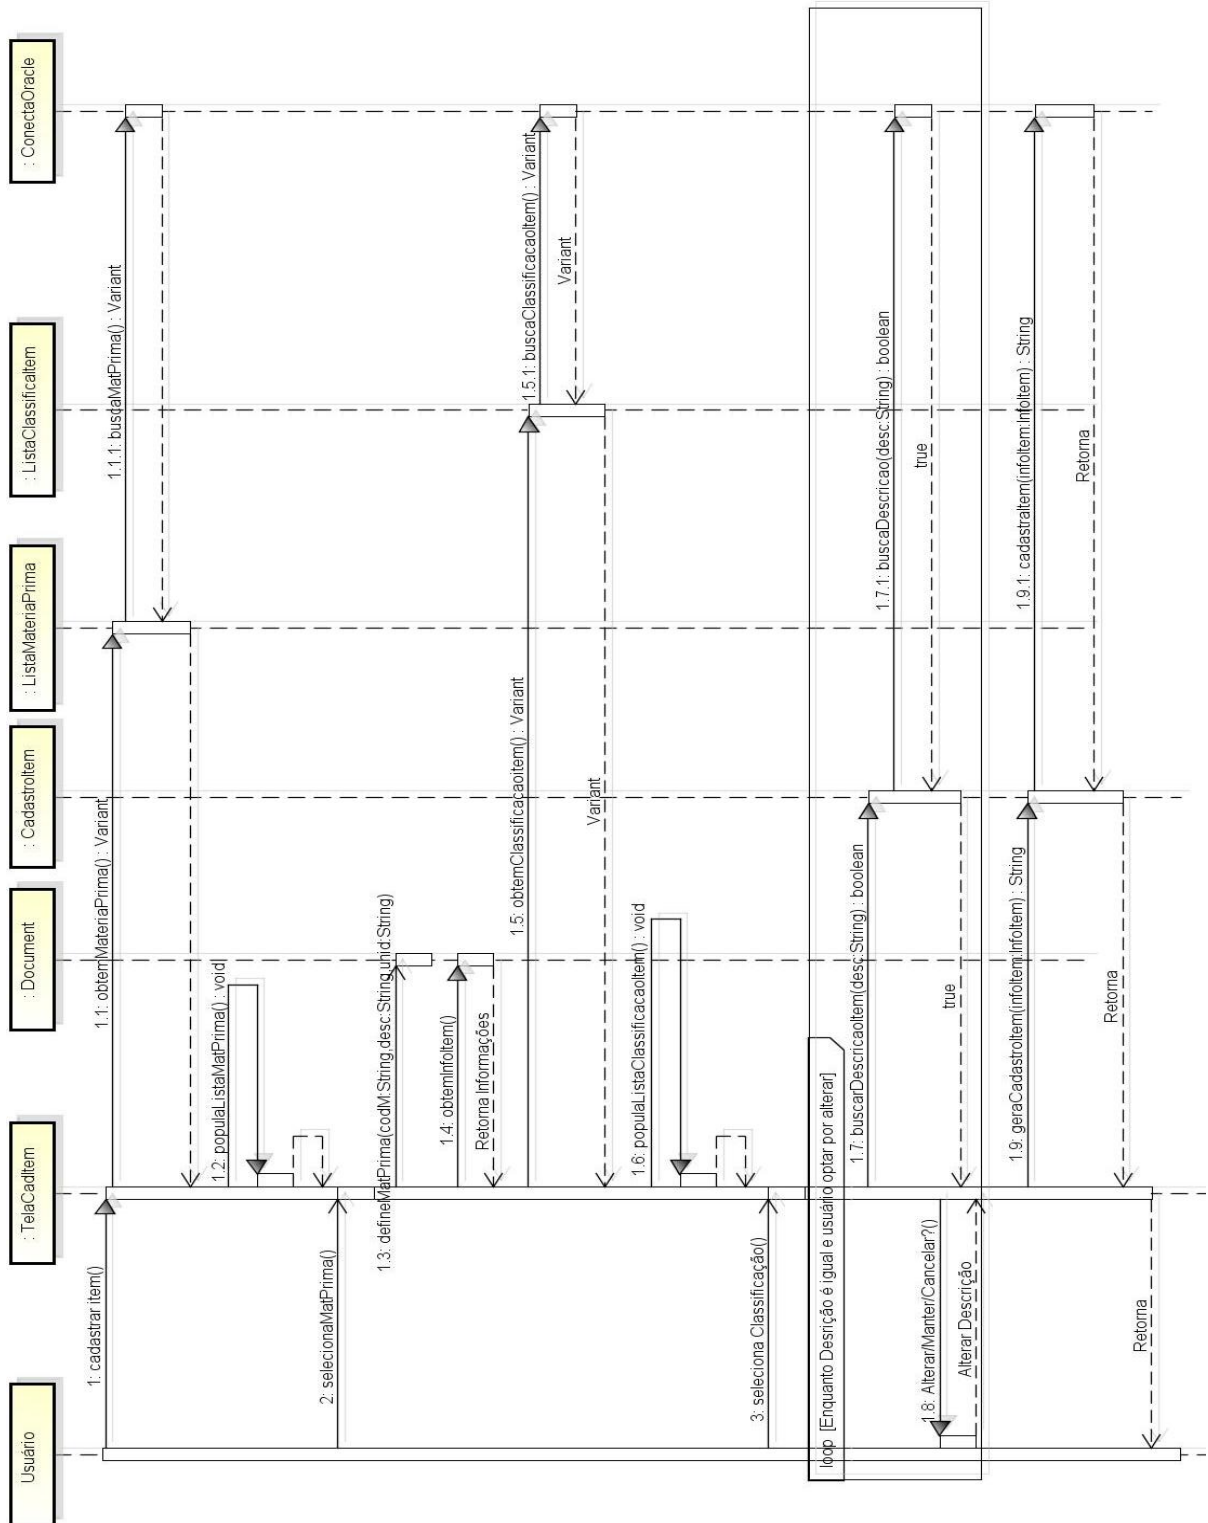 Usuário
: TelaCadItem
: Document
: CadastroItem
: ListaMateriaPrima
: ListaClassificaItem
: ConectaOracle
1: cadastrar item()
1.1: obtemMateriaPrima() : Variant
1.1.1: buscaMatPrima() : Variant
1.2: populaListaMatPrima() : void
2: selecionaMatPrima()
1.3: defineMatPrima(codM:String,desc:String,unid:String)
1.4: obtemInfoItem()
Retorna Informações
1.5: obtemClassificacaoitem() : Variant
1.5.1: buscaClassificacaoItem() : Variant
Variant
Variant
1.6: populaListaClassificacaoItem() : void
3: seleciona Classificação()
loop [Enquanto Desrição é igual e usuário optar por alterar]
1.7: buscarDescricaoItem(desc:String) : boolean
1.7.1: buscaDescricao(desc:String) : boolean
true
true
1.8: Alterar/Manter/Cancelar?()
Alterar Descrição
1.9: geraCadastroItem(infoItem:InfoItem) : String
1.9.1: cadastraItem(infoItem:InfoItem) : String
Retorna
Retorna
Retorna